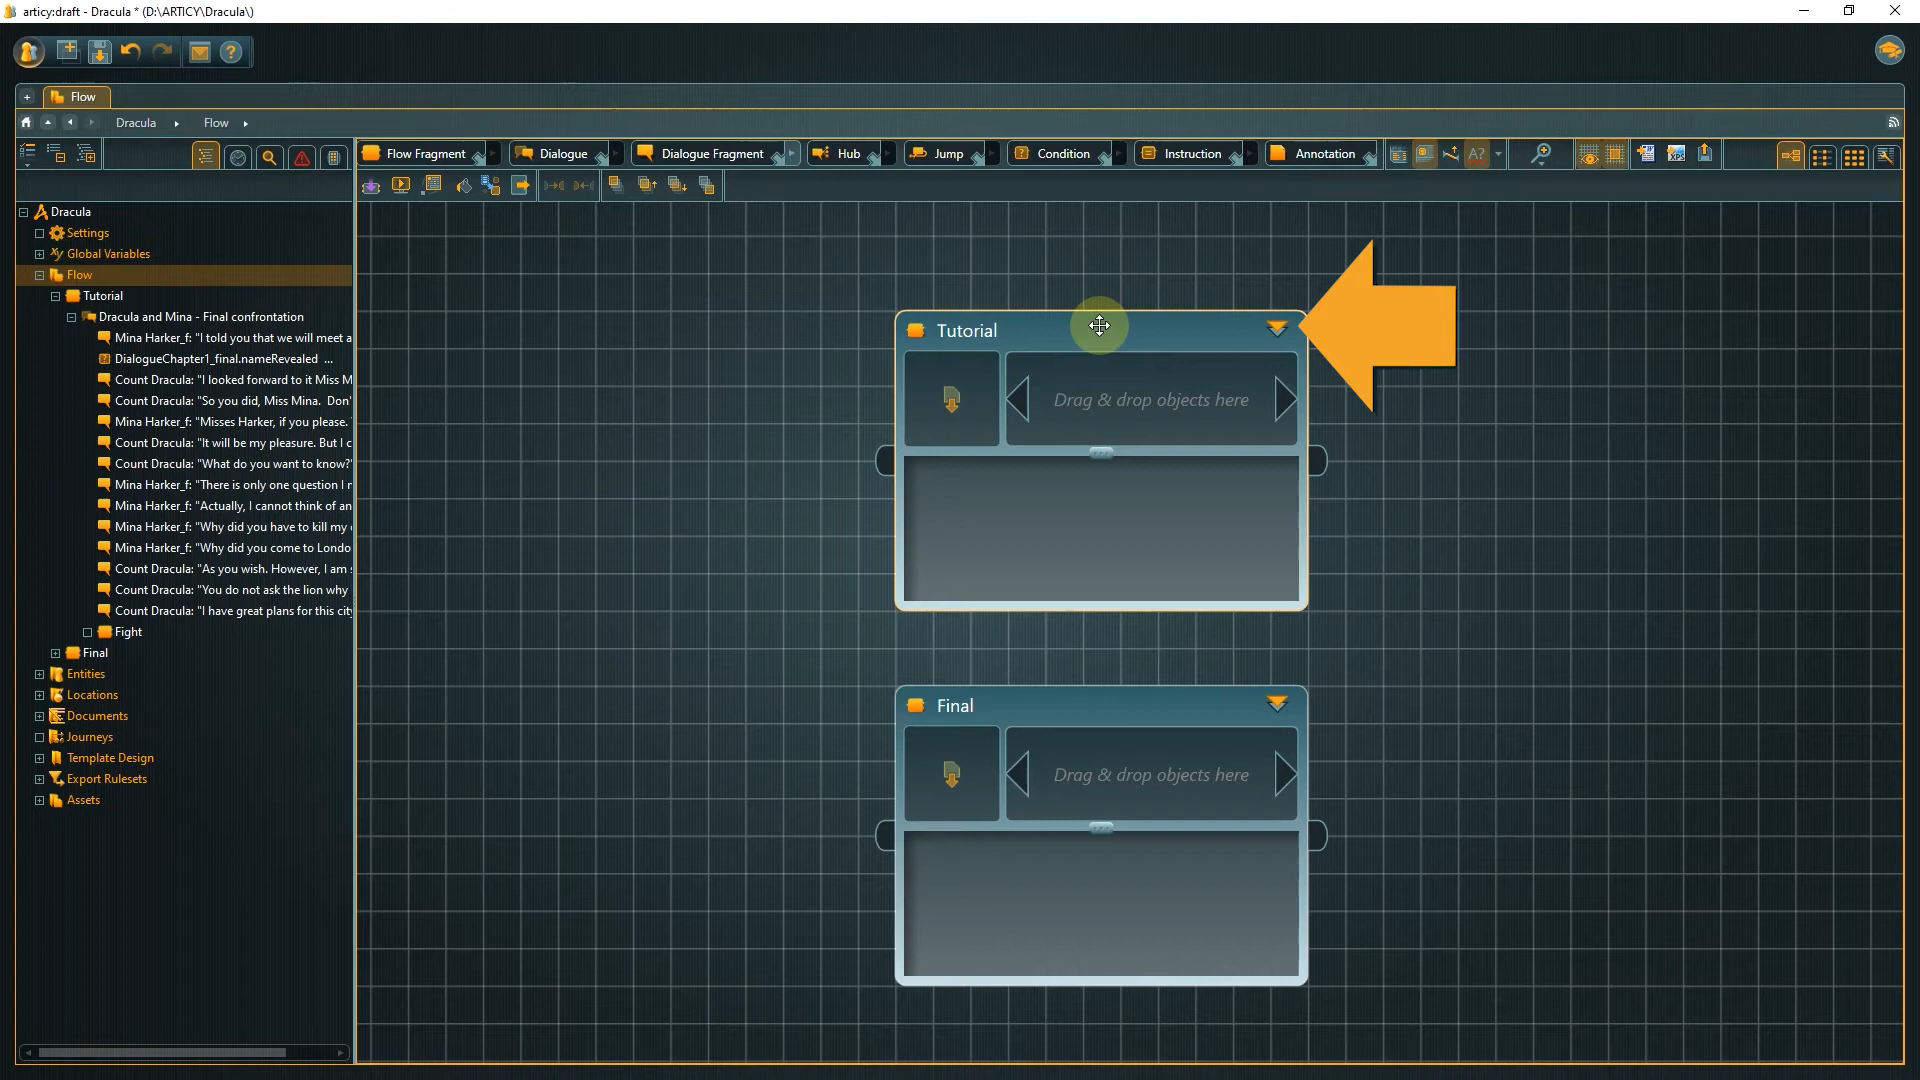 articy:draft - Dracula * (D:\ARTICY\Dracula\)
Flow
Dracula
Flow
Flow Fragment
Dialogue
Dialogue Fragment
Hub
Jump
Condition
Instruction
Annotation
Dracula
Settings
Global Variables
Flow
Tutorial
Dracula and Mina - Final confrontation
Mina Harker_f: "I told you that we will meet a
DialogueChapter1_final.nameRevealed ...
Count Dracula: "I looked forward to it Miss M
Count Dracula: "So you did, Miss Mina.  Don'
Mina Harker_f: "Misses Harker, if you please.
Count Dracula: "It will be my pleasure. But I c
Count Dracula: "What do you want to know?"
Mina Harker_f: "There is only one question I r
Mina Harker_f: "Actually, I cannot think of an
Mina Harker_f: "Why did you have to kill my
Mina Harker_f: "Why did you come to Londo
Count Dracula: "As you wish. However, I am
Count Dracula: "You do not ask the lion why
Count Dracula: "I have great plans for this city
Fight
Final
Entities
Locations
Documents
Journeys
Template Design
Export Rulesets
Assets
Tutorial
Drag & drop objects here
Final
Drag & drop objects here